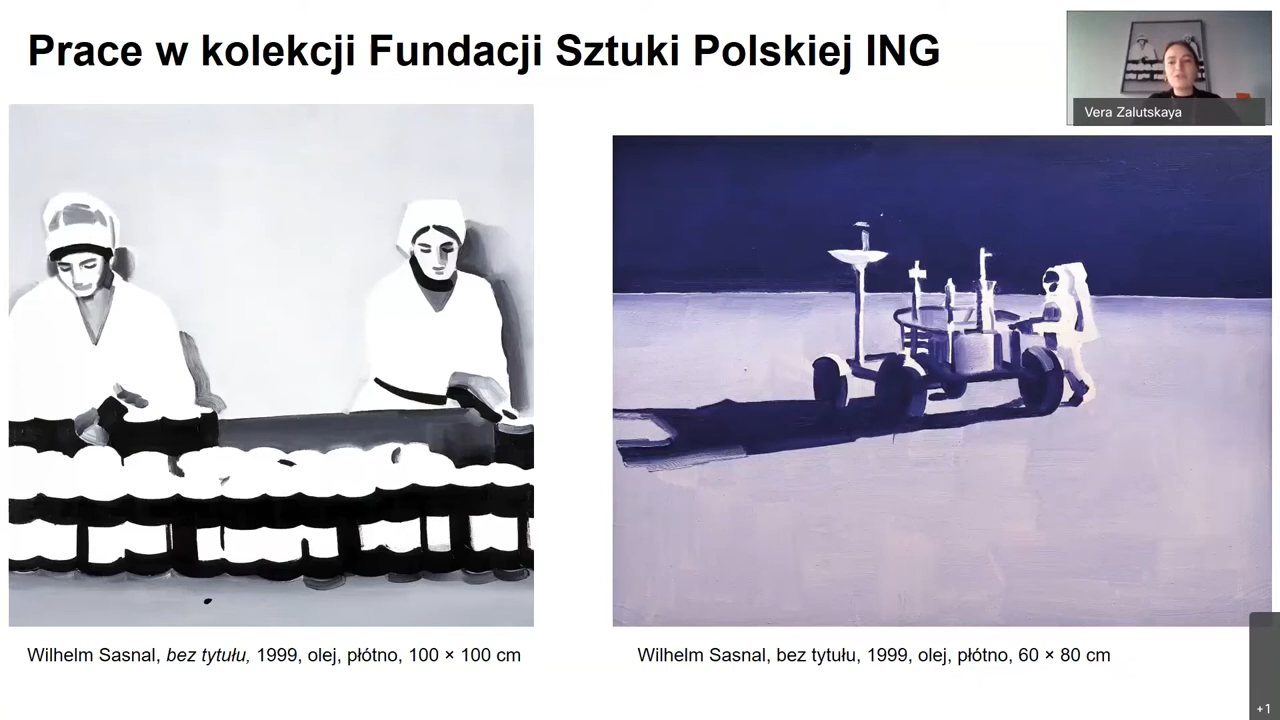 Prace w kolekcji Fundacji Sztuki Polskiej ING
Vera Zalutskaya
Wilhelm Sasnal, bez tytułu, 1999, olej, płótno, 100 × 100 cm
Wilhelm Sasnal, bez tytułu, 1999, olej, płótno, 60 × 80 cm
+1